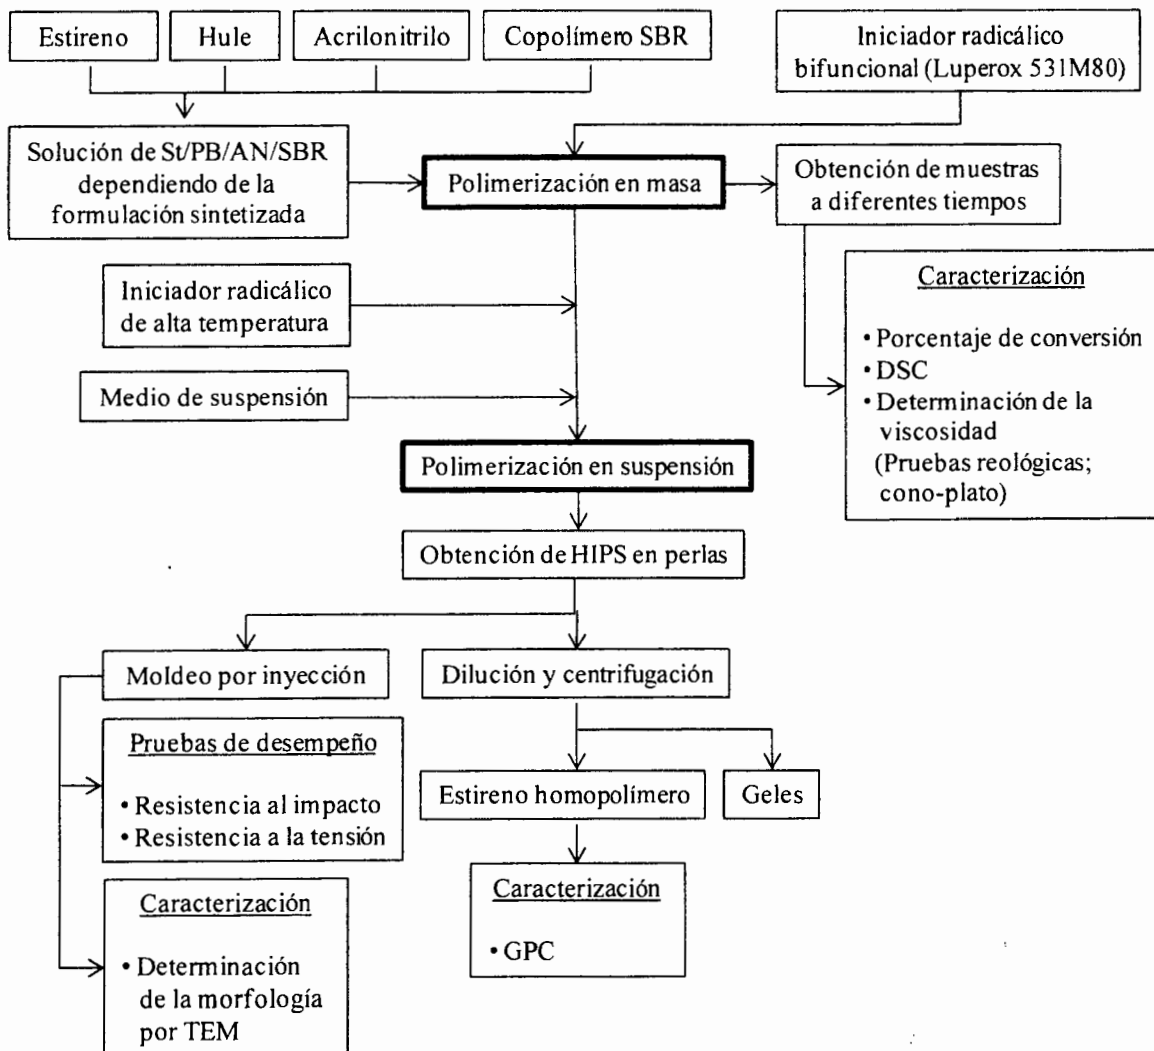 Estireno
Hule
Acrilonitrilo
Copolímero SBR
Iniciador radicálico
bifuncional (Luperox 531M80)
Solución de St/PB/AN/SBR
dependiendo de la
formulación sintetizada
Polimerización en masa
Obtención de muestras
a diferentes tiempos
Iniciador radicálico
de alta temperatura
Medio de suspensión
Caracterización
• Porcentaje de conversión
• DSC
• Determinación de la
viscosidad
(Pruebas reológicas;
cono-plato)
Polimerización en suspensión
Obtención de HIPS en perlas
Moldeo por inyección
Dilución y centrifugación
Pruebas de desempeño
• Resistencia al impacto
• Resistencia a la tensión
Estireno homopolímero
Geles
Caracterización
• Determinación
de la morfología
por TEM
Caracterización
• GPC